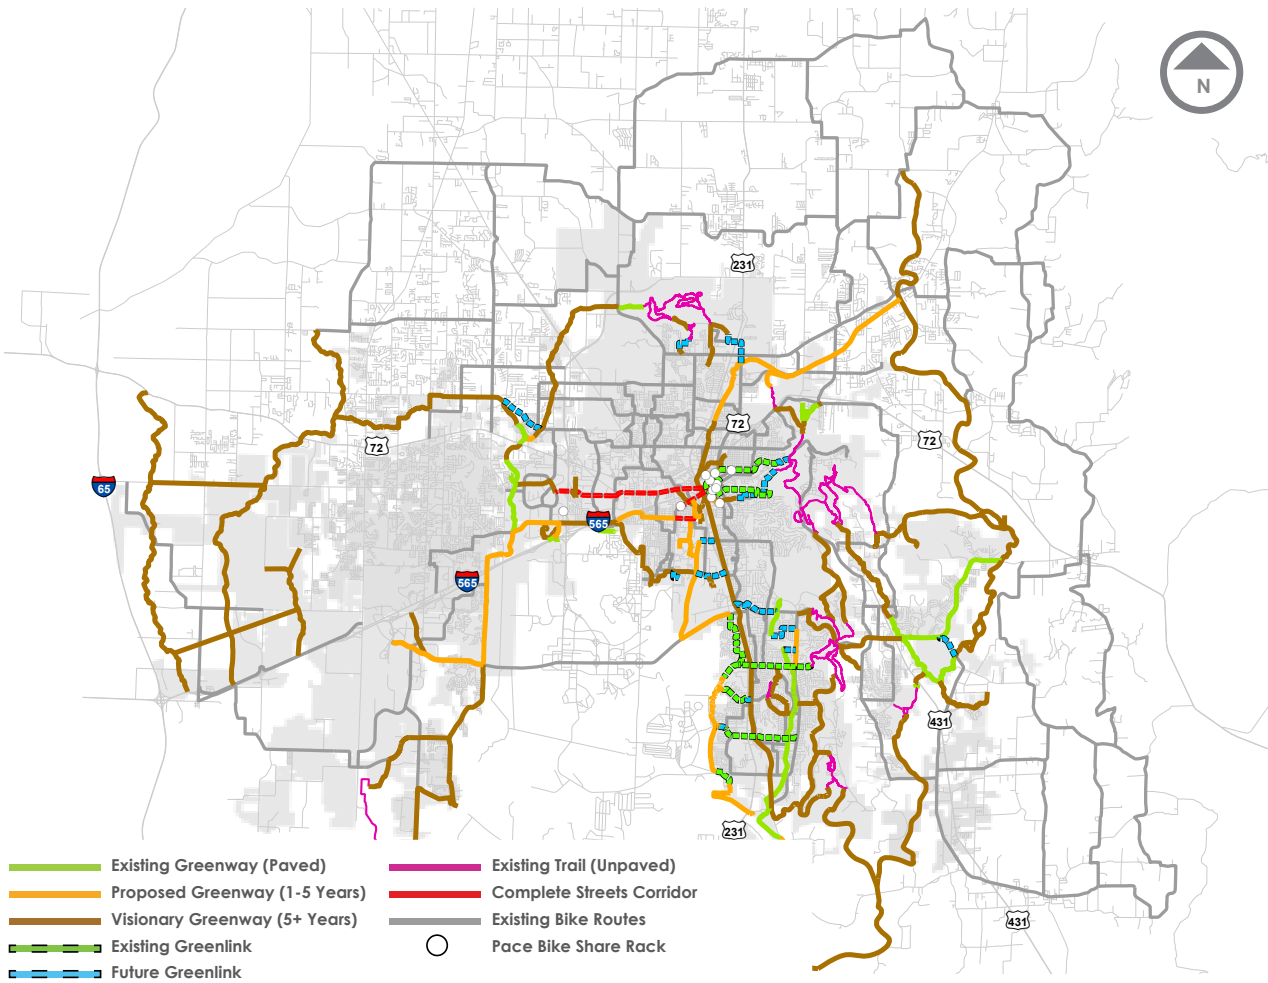 N
231
72
72
72
65
565
565
431
231
431
Existing Greenway (Paved)
Proposed Greenway (1-5 Years)
Visionary Greenway (5+ Years)
Existing Greenlink
Future Greenlink
Existing Trail (Unpaved)
Complete Streets Corridor
Existing Bike Routes
Pace Bike Share Rack